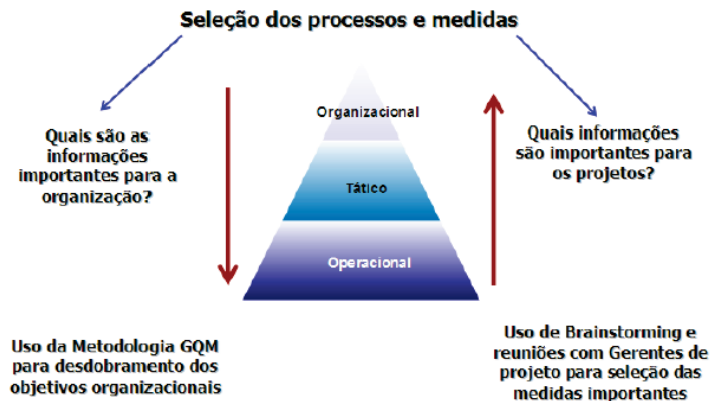 Seleção dos processos e medidas
Quais são as
informações
importantes para a
organização?
Organizacional
Tático
Operacional
Quais informações
são importantes para
os projetos?
Uso da Metodologia GQM
para desdobramento dos
objetivos organizacionais
Uso de Brainstorming e
reuniões com Gerentes de
projeto para seleção das
medidas importantes